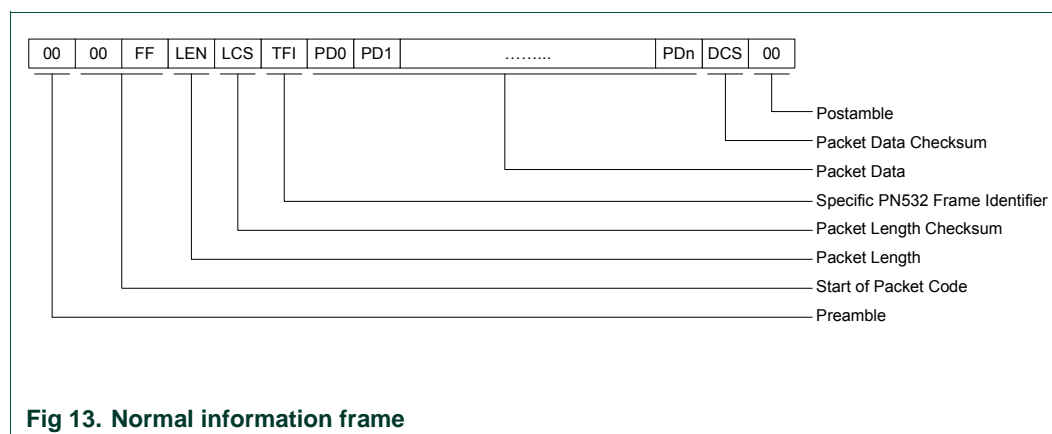 00 00 FF LEN LCS TFI PD0 PD1 ......... PDn DCS 00
Postamble
Packet Data Checksum
Packet Data
Specific PN532 Frame Identifier
Packet Length Checksum
Packet Length
Start of Packet Code
Preamble
Fig 13. Normal information frame